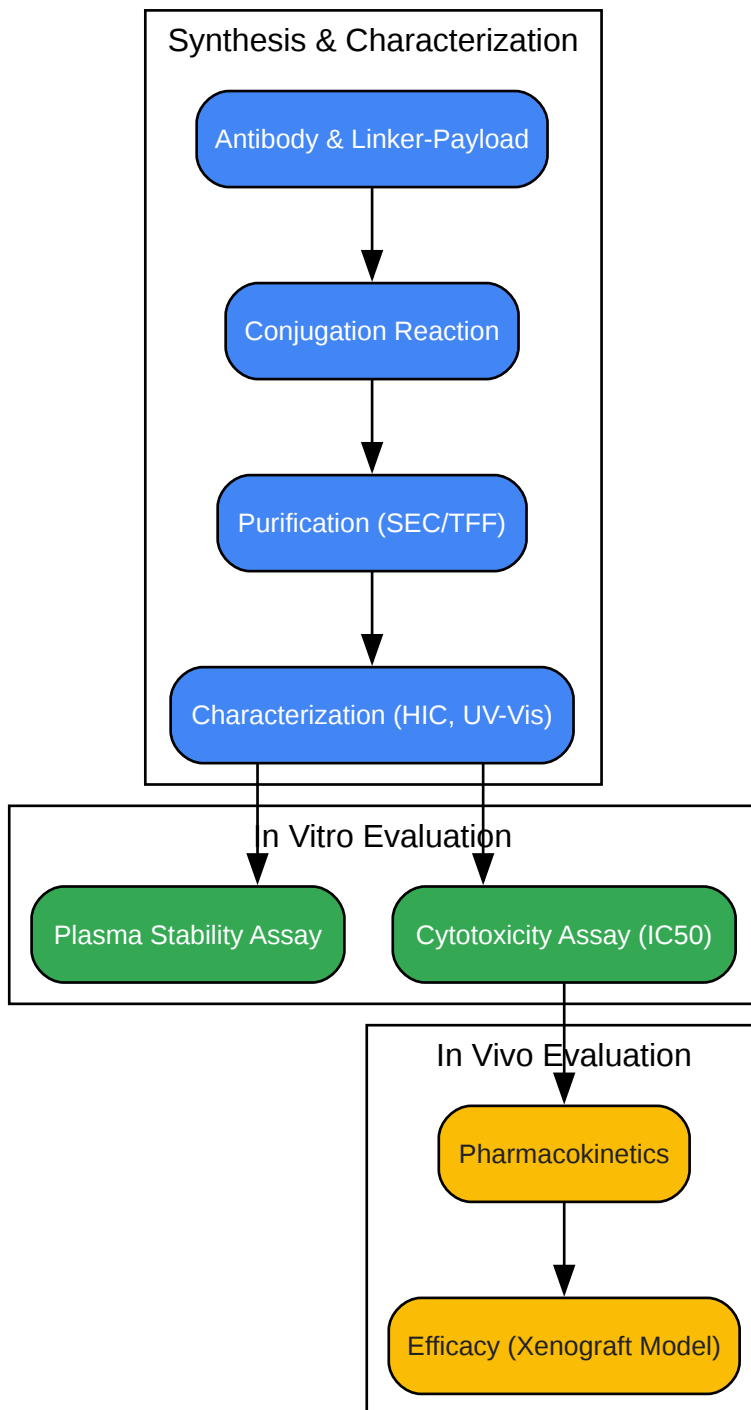 Synthesis & Characterization
Antibody & Linker-Payload
Conjugation Reaction
Purification (SEC/TFF)
Characterization (HIC, UV-Vis)
In Vitro Evaluation
Plasma Stability Assay
Cytotoxicity Assay (IC50)
In Vivo Evaluation
Pharmacokinetics
Efficacy (Xenograft Model)